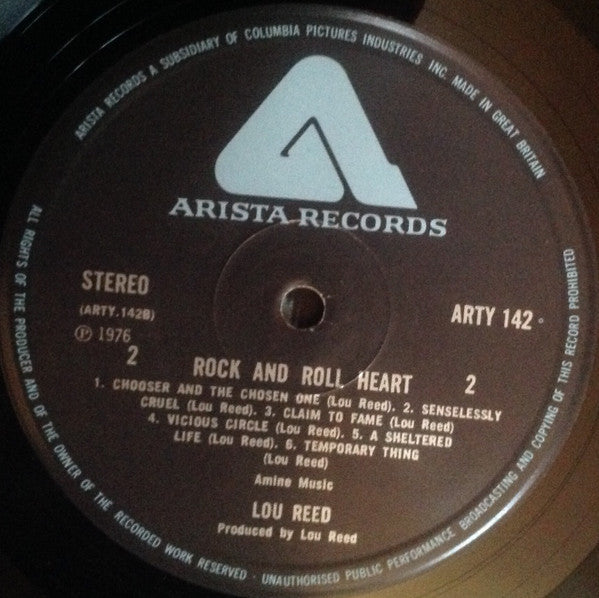 ARISTA RECORDS A SUBSIDIARY OF COLUMBIA PICTURES INDUSTRIES INC. MADE IN GREAT BRITAIN
ARISTA RECORDS
STEREO
(ARTY.142B)
ARTY 142
℗ 1976
2
2
ROCK AND ROLL HEART
1. CHOOSER AND THE CHOSEN ONE (Lou Reed). 2. SENSELESSLY
CRUEL (Lou Reed). 3. CLAIM TO FAME (Lou Reed).
4. VICIOUS CIRCLE (Lou Reed). 5. A SHELTERED
LIFE (Lou Reed). 6. TEMPORARY THING
(Lou Reed)
Amine Music
LOU REED
Produced by Lou Reed
ALL RIGHTS OF THE PRODUCER AND OF THE OWNER OF THE RECORDED WORK RESERVED · UNAUTHORISED PUBLIC PERFORMANCE BROADCASTING AND COPYING OF THIS RECORD PROHIBITED